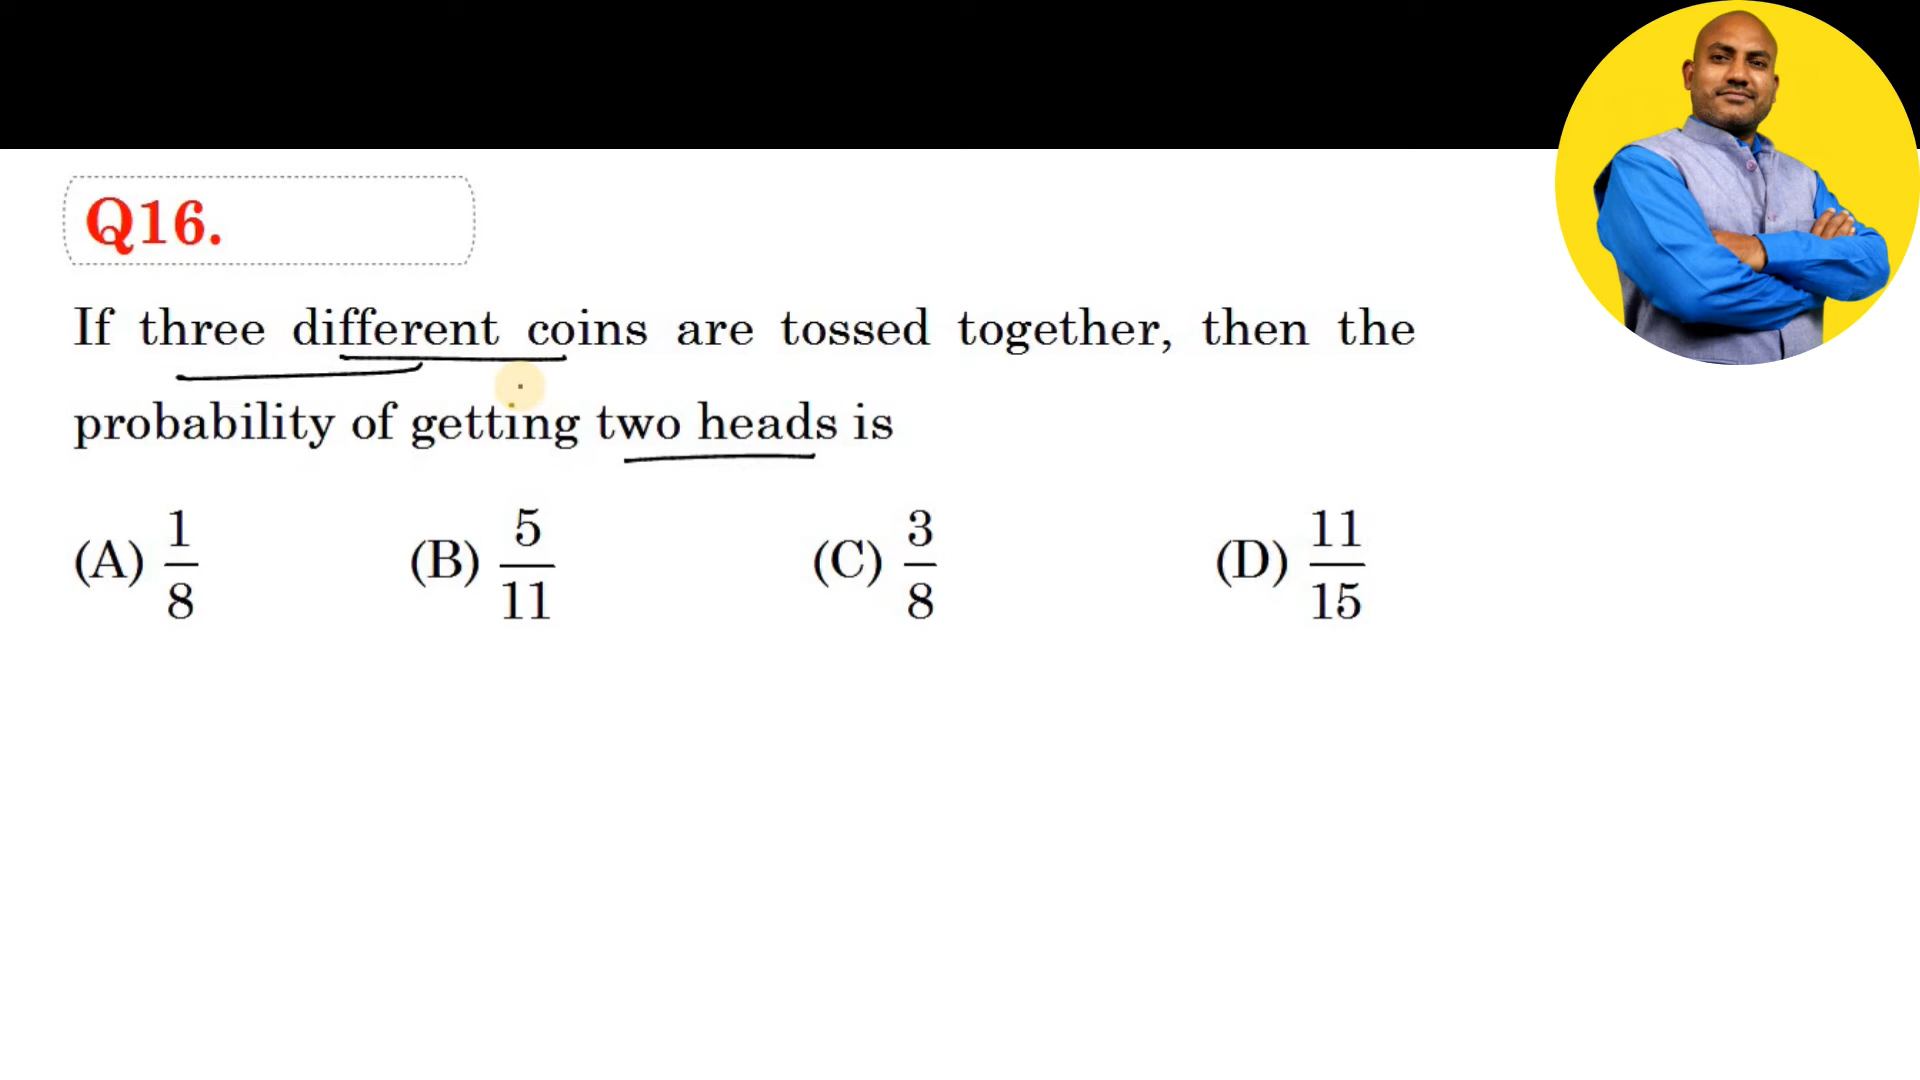 Q16.
If three different coins are tossed together, then the
probability of getting two heads is
(A) 1/8 (B) 5/11 (C) 3/8 (D) 11/15